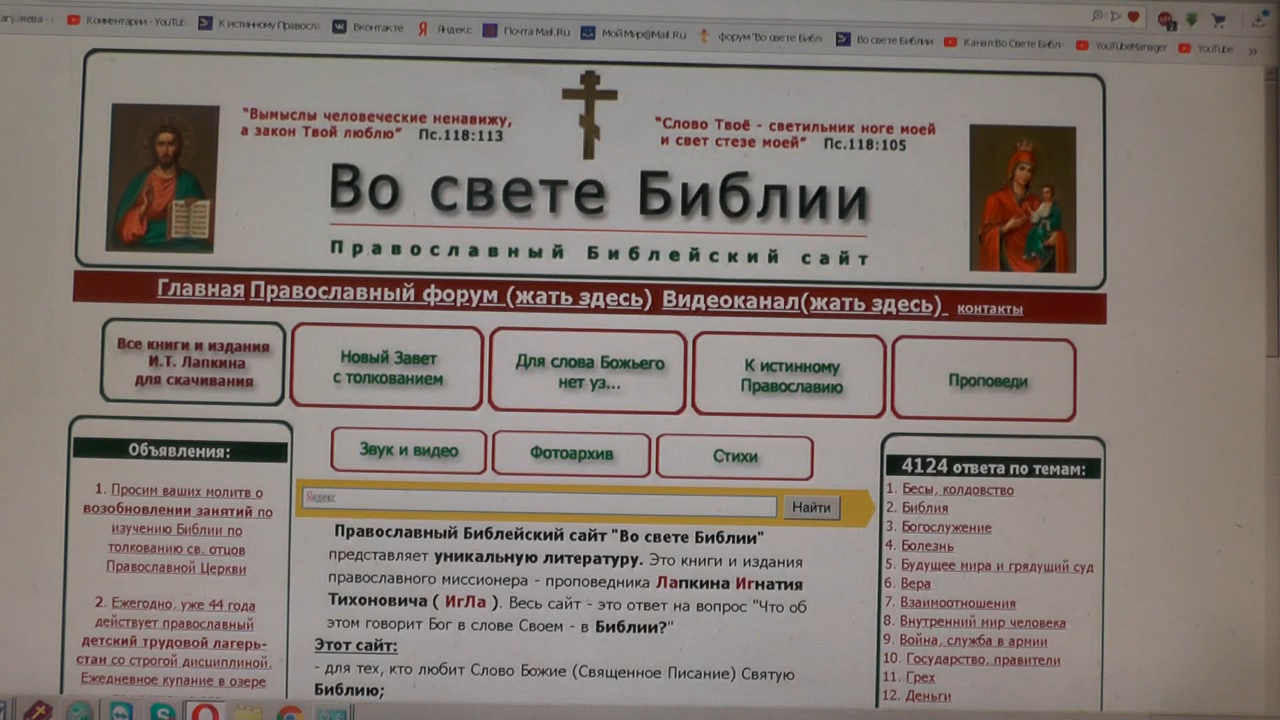 Комментарии - YouTub
К истинному Правосл
Вконтакте
Яндекс
Почта Mail.Ru
МойМир@Mail.Ru
форум "Во свете Библ
Во свете Библии
Канал:Во Свете Библ
YouTubeManager
YouTube
"Вымыслы человеческие ненавижу,
а закон Твой люблю" Пс.118:113
"Слово Твоё - светильник ноге моей
и свет стезе моей" Пс.118:105
Во свете Библии
Православный Библейский сайт
Главная Православный форум (жать здесь) Видеоканал(жать здесь) контакты
Все книги и издания
И.Т. Лапкина
для скачивания
Новый Завет
с толкованием
Для слова Божьего
нет уз...
К истинному
Православию
Проповеди
Звук и видео
Фотоархив
Стихи
Объявления:
1. Просим ваших молитв о
возобновлении занятий по
изучению Библии по
толкованию св. отцов
Православной Церкви
2. Ежегодно, уже 44 года
действует православный
детский трудовой лагерь-
стан со строгой дисциплиной.
Ежедневное купание в озере
Яндекс
Найти
Православный Библейский сайт "Во свете Библии"
представляет уникальную литературу. Это книги и издания
православного миссионера - проповедника Лапкина Игнатия
Тихоновича ( ИгЛа ). Весь сайт - это ответ на вопрос "Что об
этом говорит Бог в слове Своем - в Библии?"
Этот сайт:
- для тех, кто любит Слово Божие (Священное Писание) Святую
Библию;
4124 ответа по темам:
1. Бесы, колдовство
2. Библия
3. Богослужение
4. Болезнь
5. Будущее мира и грядущий суд
6. Вера
7. Взаимоотношения
8. Внутренний мир человека
9. Война, служба в армии
10. Государство, правители
11. Грех
12. Деньги